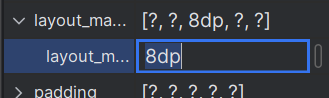 layout_ma... [?, ?, 8dp, ?, ?]
layout_m... 8dp
padding [?, ?, ?, ?, ?]